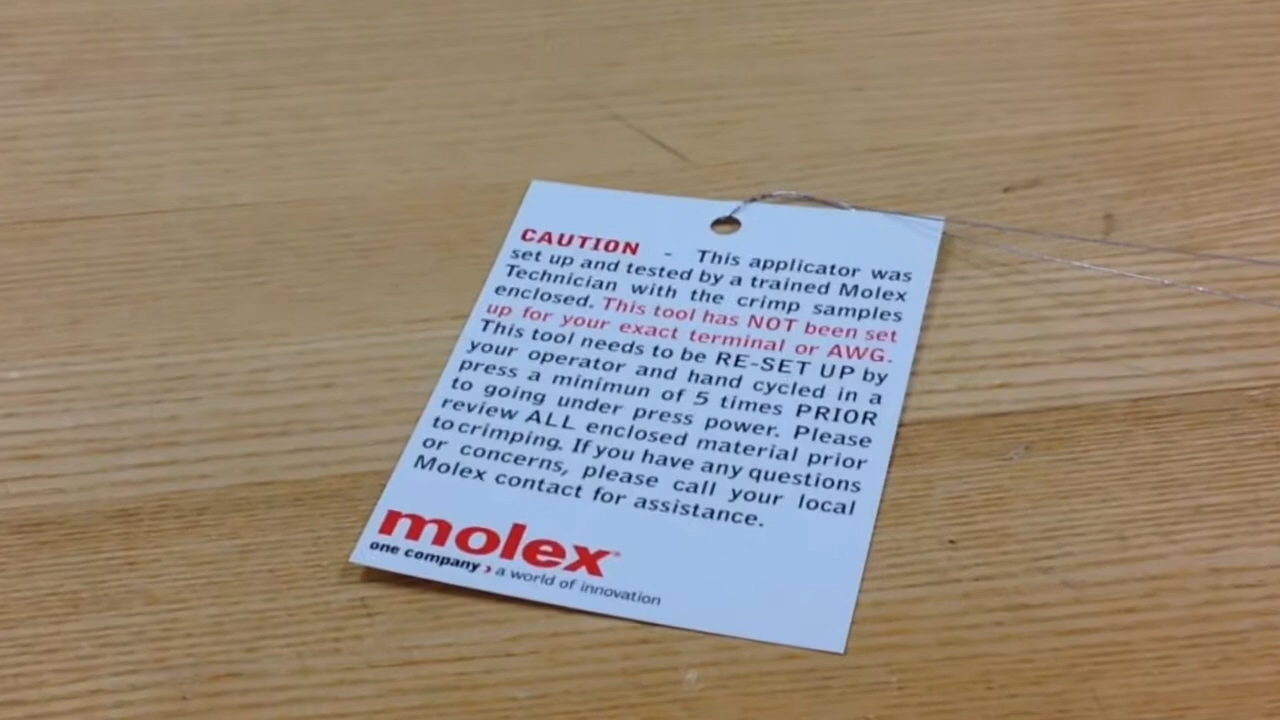 CAUTION - This applicator was
set up and tested by a trained Molex
Technician with the crimp samples
enclosed. This tool has NOT been set
up for your exact terminal or AWG.
This tool needs to be RE-SET UP by
your operator and hand cycled in a
press a minimun of 5 times PRIOR
to going under press power. Please
review ALL enclosed material prior
to crimping. If you have any questions
or concerns, please call your local
Molex contact for assistance.
molex®
one company › a world of innovation